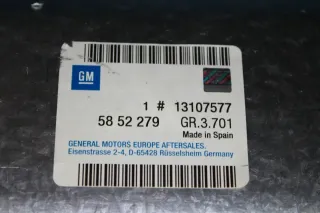 GM
1 # 13107577
58 52 279 GR.3.701
Made in Spain
GENERAL MOTORS EUROPE AFTERSALES.
Eisenstrasse 2-4, D-65428 Rüsselsheim Germany